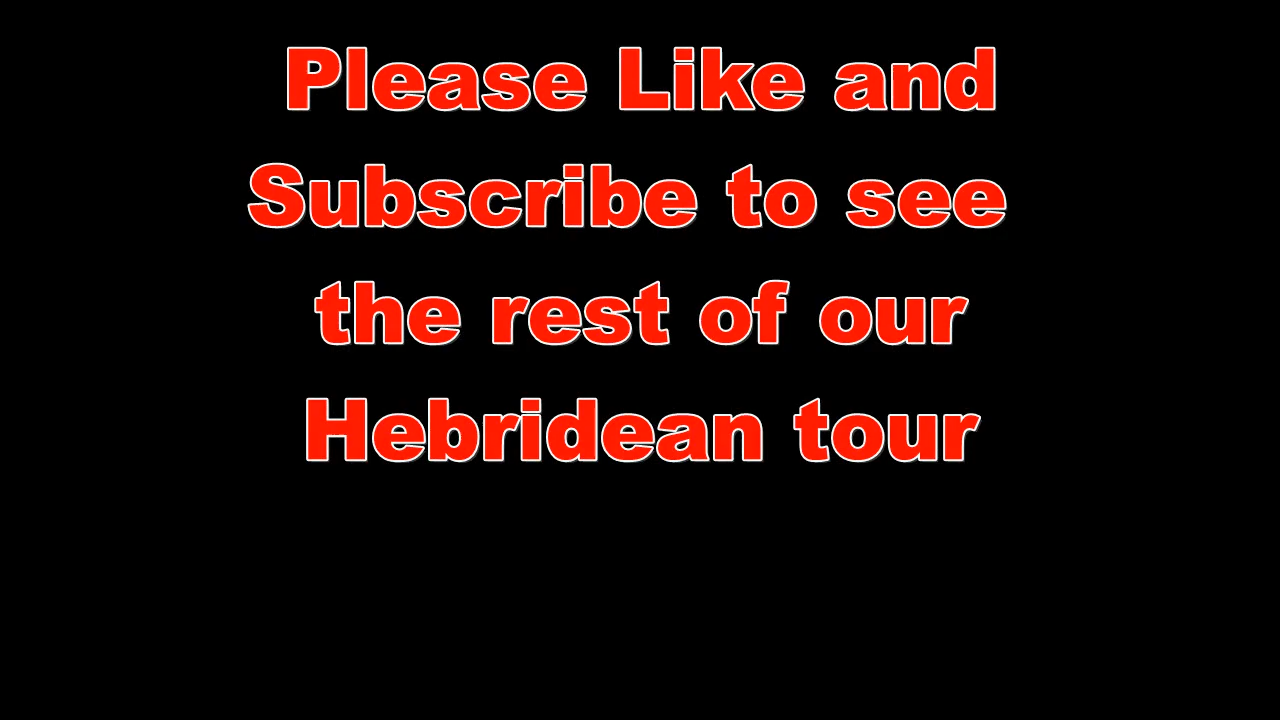 Please Like and
Subscribe to see
the rest of our
Hebridean tour